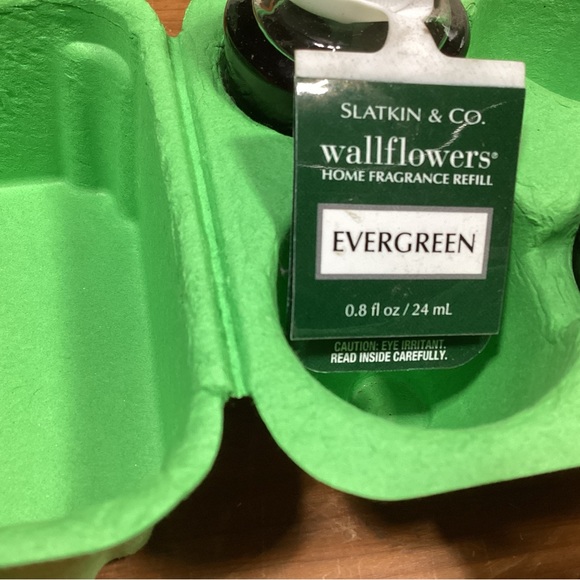 SLATKIN & CO.
wallflowers®
HOME FRAGRANCE REFILL
EVERGREEN
0.8 fl oz / 24 mL
CAUTION: EYE IRRITANT.
READ INSIDE CAREFULLY.